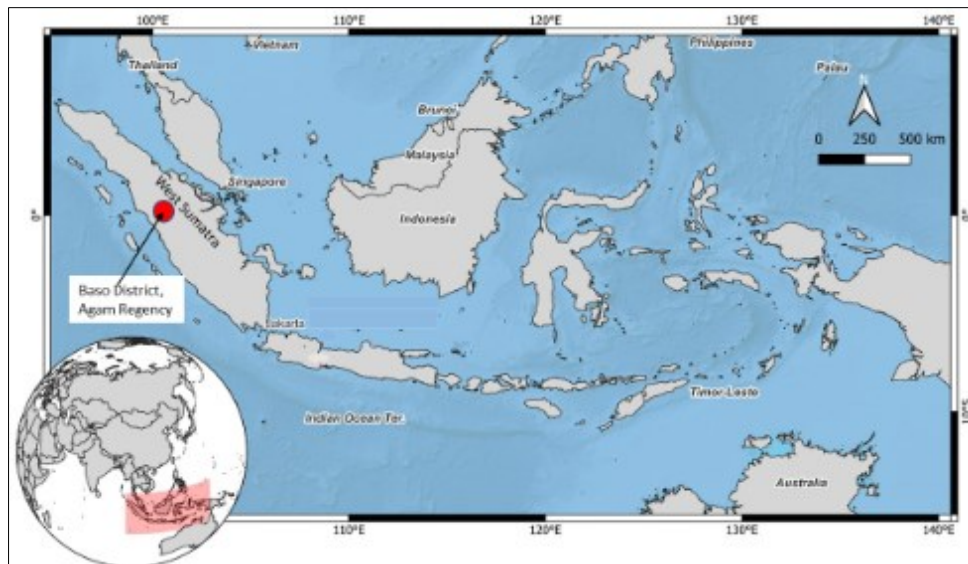 100°E
120°E
130°E
140°E
Vietnam
Philippines
Thailand
Palau
N
Brunei
0 250 500 km
Malaysia
Singapore
West Sumatra
Indonesia
0°
0°
Baso District,
Agam Regency
Jakarta
Timor-Leste
Indian Ocean Ter.
10°S
Australia
110°E
120°E
130°E
140°E